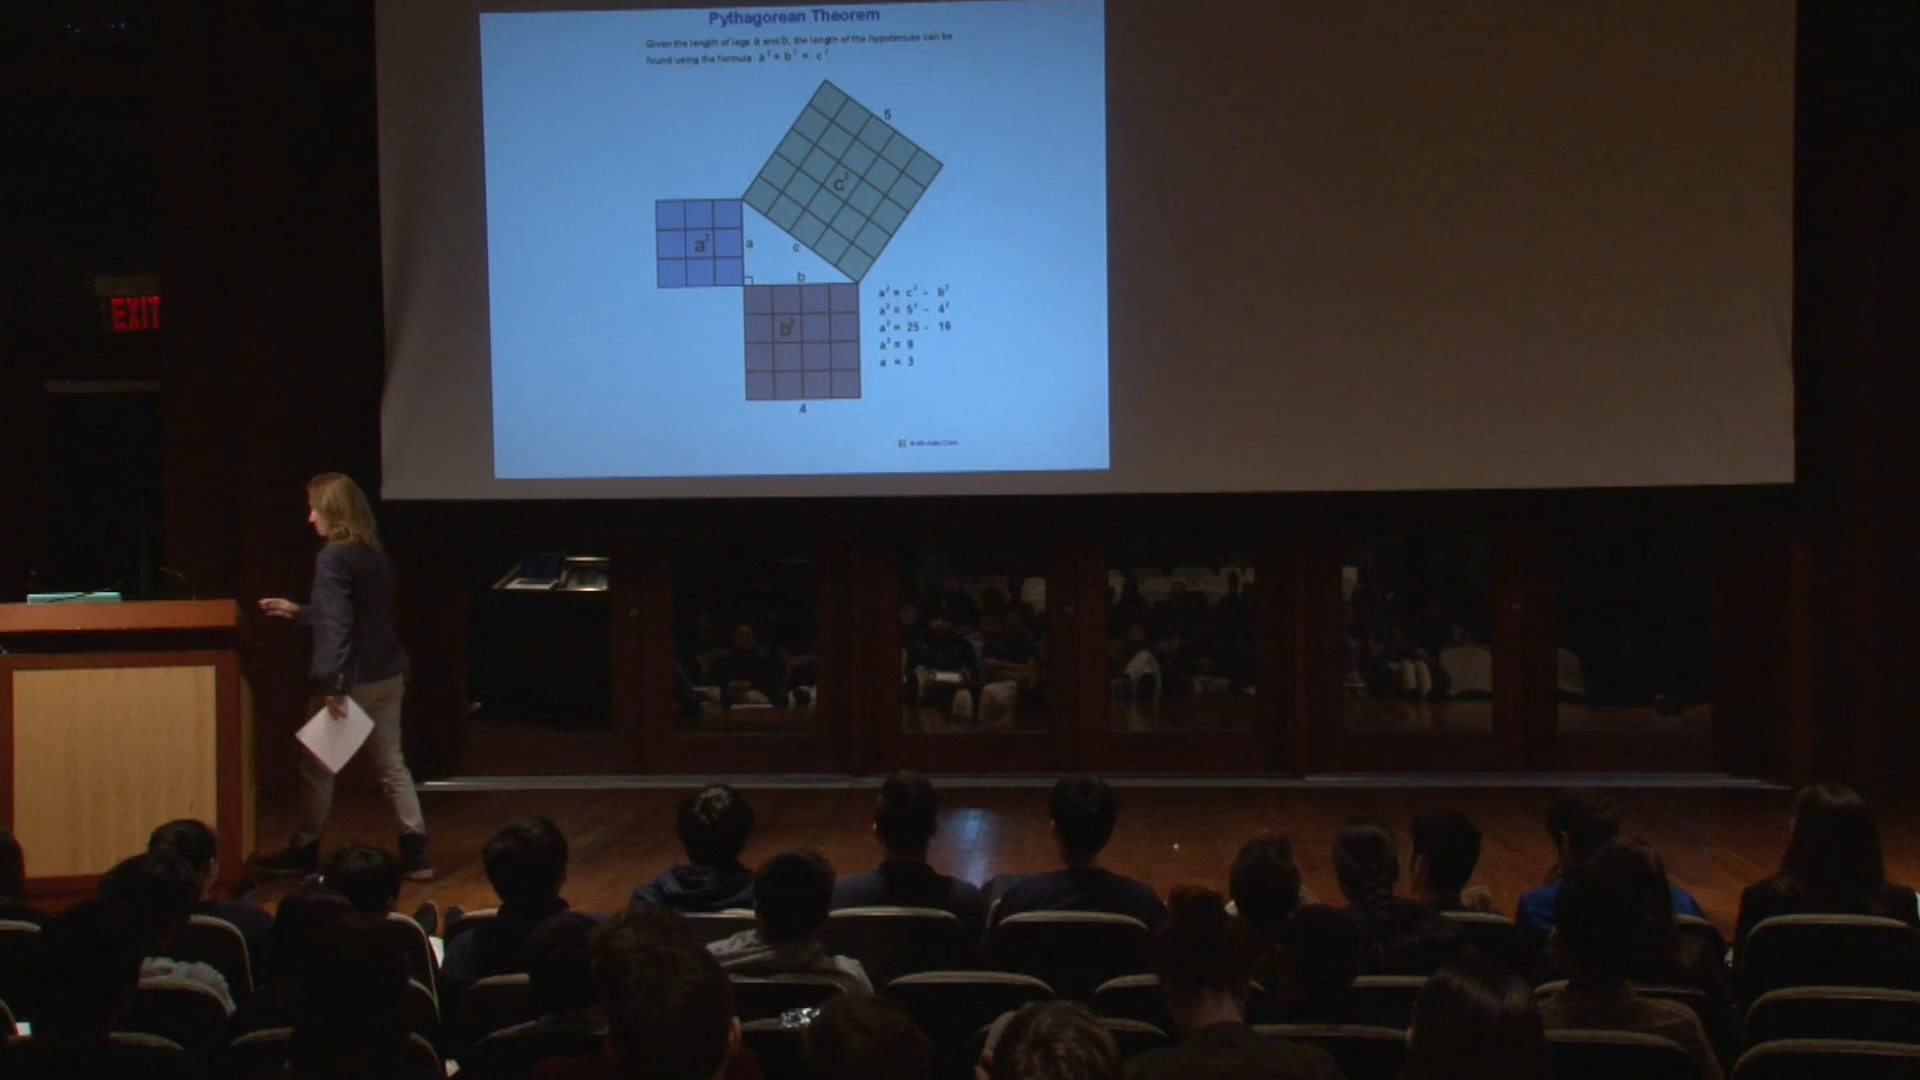 Pythagorean Theorem
Given the length of legs a and b, the length of the hypotenuse can be
found using the formula a² + b² = c².
5
c²
a²
a
c
b
b²
a² = c² - b²
a² = 5² - 4²
a² = 25 - 16
a² = 9
a = 3
4
EXIT